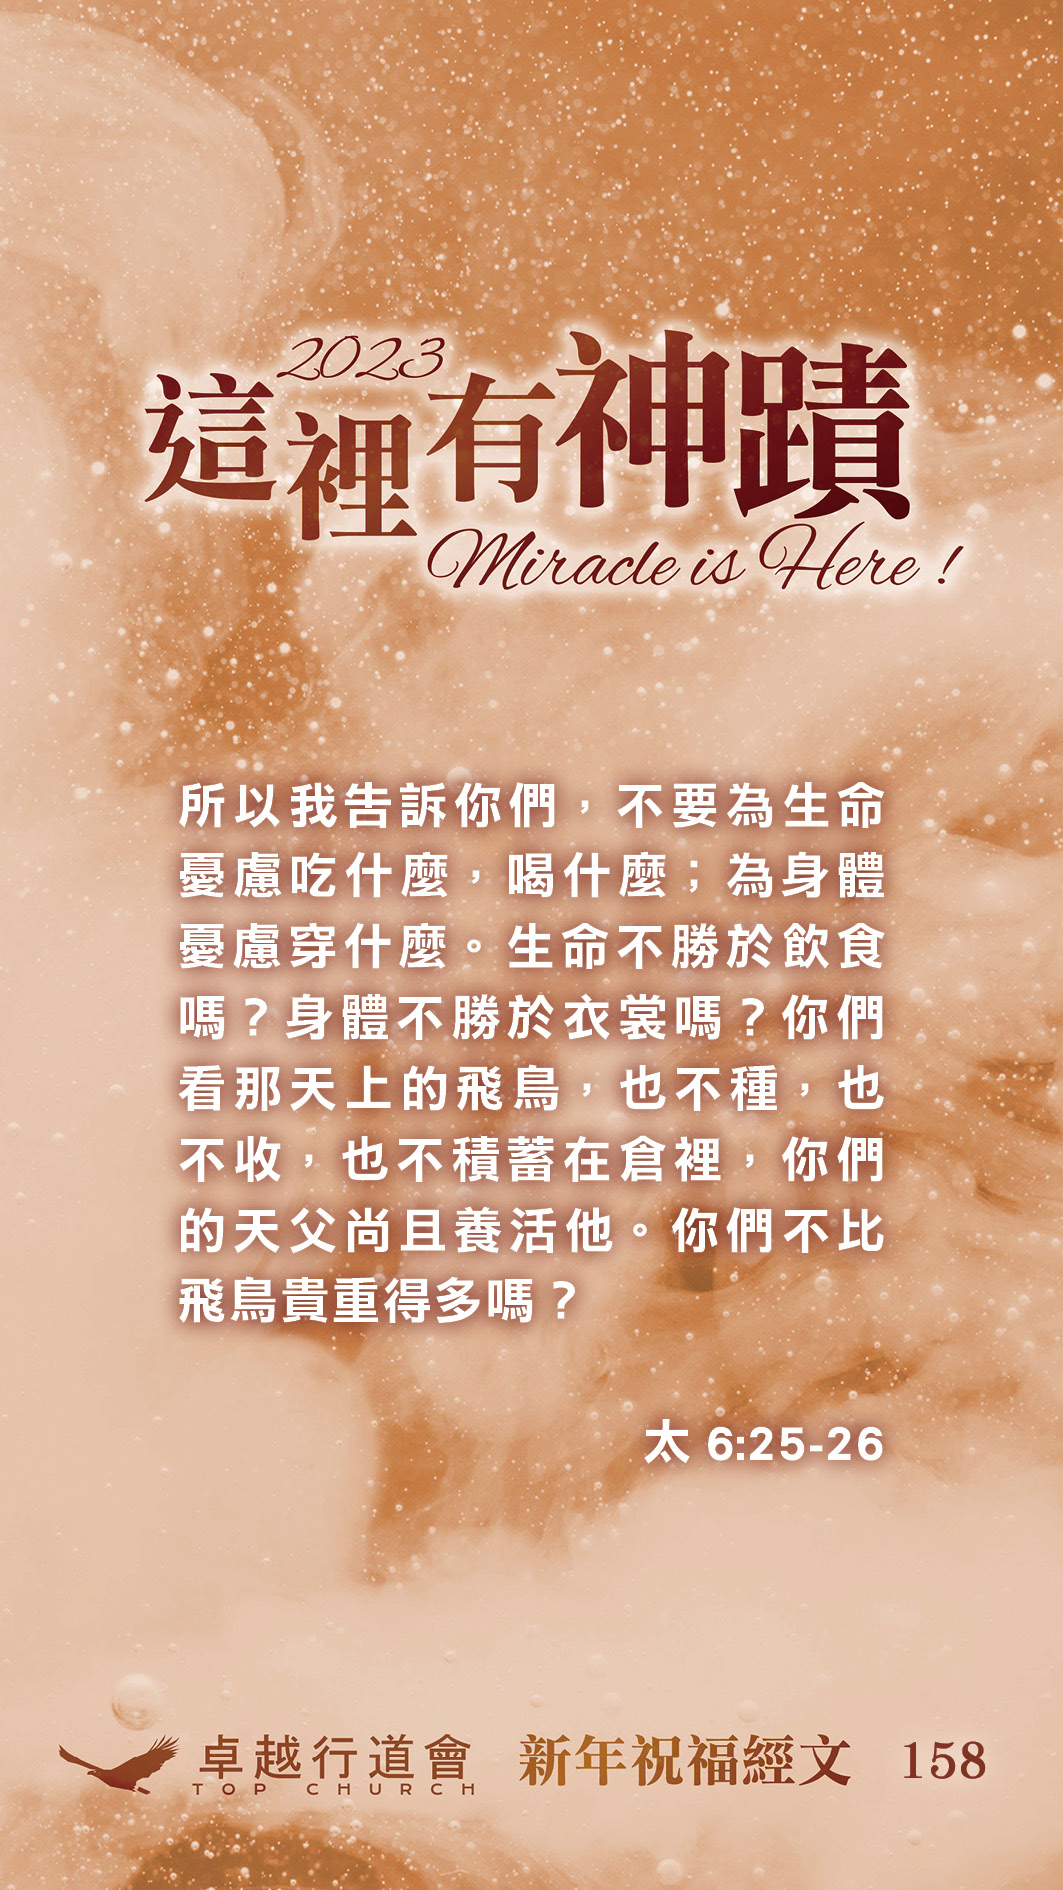 2023
這裡有神蹟
Miracle is Here !
所以我告訴你們，不要為生命
憂慮吃什麼，喝什麼；為身體
憂慮穿什麼。生命不勝於飲食
嗎？身體不勝於衣裳嗎？你們
看那天上的飛鳥，也不種，也
不收，也不積蓄在倉裡，你們
的天父尚且養活他。你們不比
飛鳥貴重得多嗎？
太 6:25-26
卓越行道會
TOP CHURCH
新年祝福經文 158